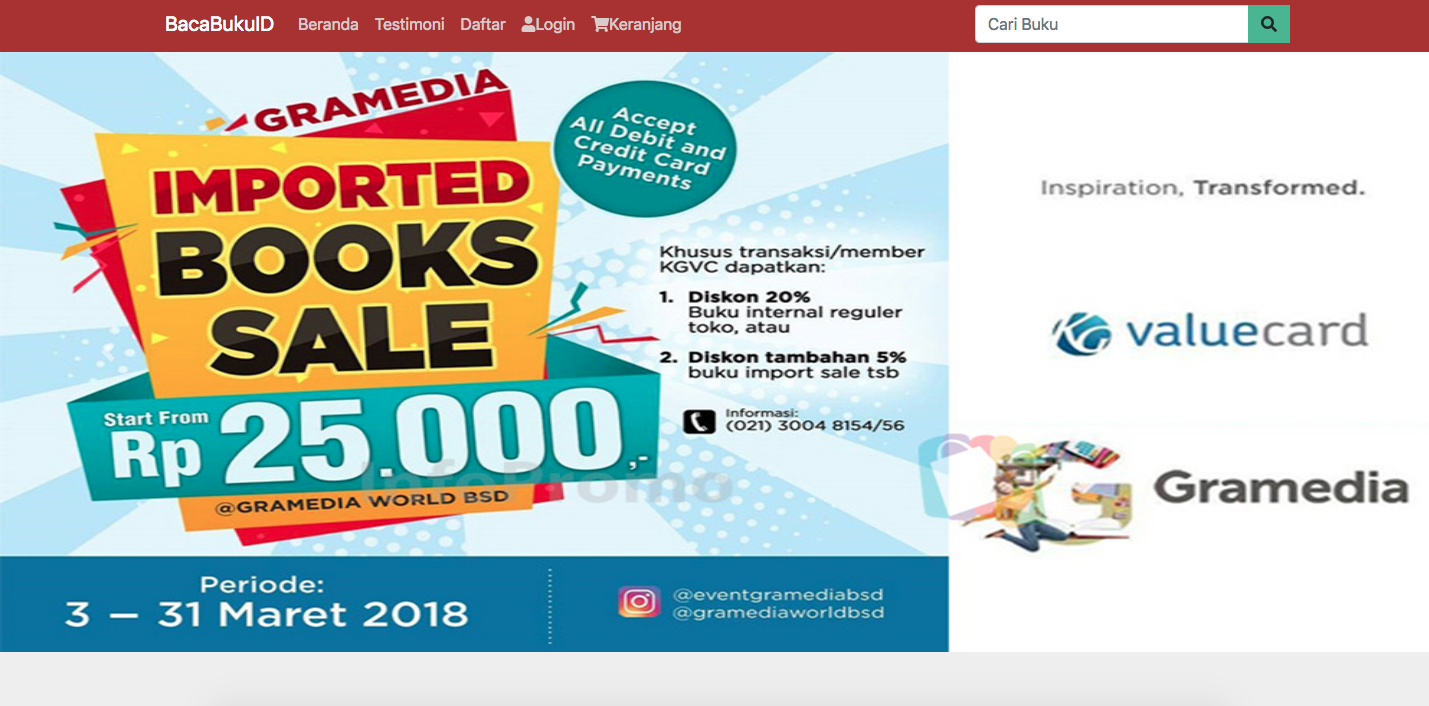 BacaBukuID Beranda Testimoni Daftar Login Keranjang Cari Buku
GRAMEDIA
IMPORTED
BOOKS
SALE
Start From
Rp 25.000,-
@GRAMEDIA WORLD BSD
Accept
All Debit and
Credit Card
Payments
Khusus transaksi/member
KGVC dapatkan:
1. Diskon 20%
Buku internal reguler
toko, atau
2. Diskon tambahan 5%
buku import sale tsb
Informasi:
(021) 3004 8154/56
InfoPromo
Periode:
3 – 31 Maret 2018
@eventgramediabsd
@gramediaworldbsd
Inspiration, Transformed.
valuecard
Gramedia